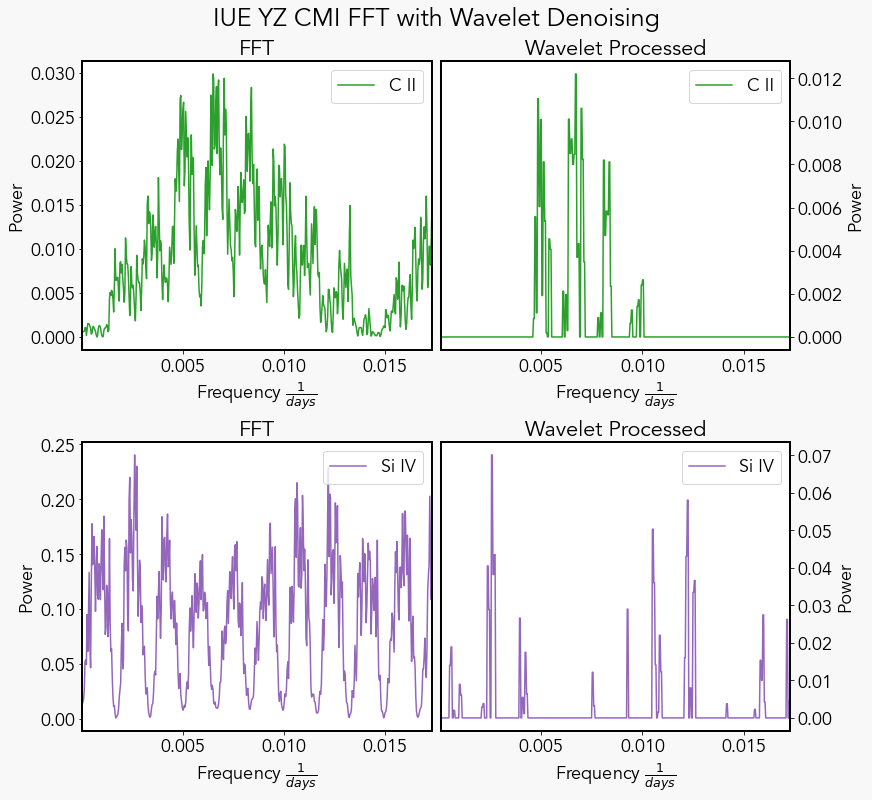 IUE YZ CMI FFT with Wavelet Denoising
FFT
Wavelet Processed
C II
C II
0.030
0.025
0.020
0.015
0.010
0.005
0.000
Power
0.012
0.010
0.008
0.006
0.004
0.002
0.000
Power
0.005 0.010 0.015
0.005 0.010 0.015
Frequency 1/days
Frequency 1/days
FFT
Wavelet Processed
Si IV
Si IV
0.25
0.20
0.15
0.10
0.05
0.00
Power
0.07
0.06
0.05
0.04
0.03
0.02
0.01
0.00
Power
0.005 0.010 0.015
0.005 0.010 0.015
Frequency 1/days
Frequency 1/days